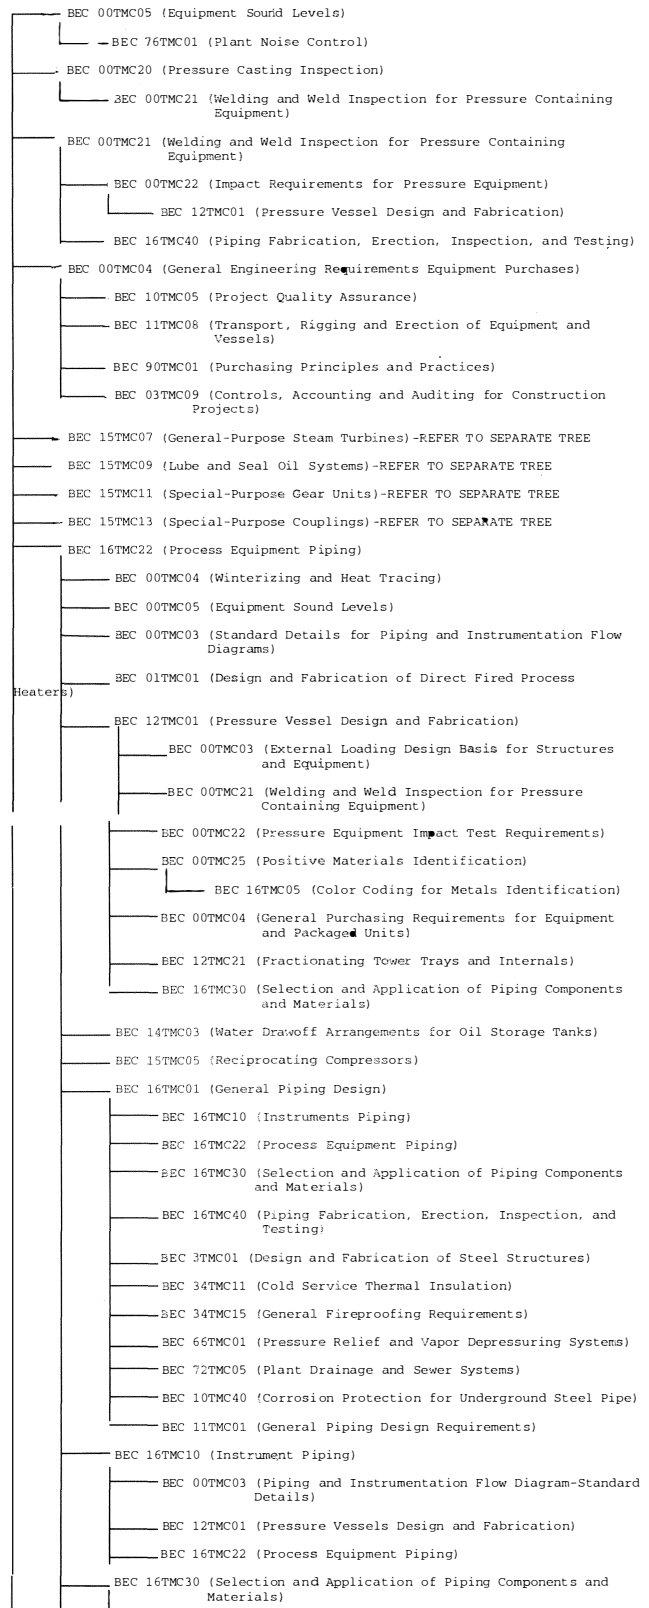 BEC 00TMC05 (Equipment Sound Levels)
BEC 76TMC01 (Plant Noise Control)
BEC 00TMC20 (Pressure Casting Inspection)
BEC 00TMC21 (Welding and Weld Inspection for Pressure Containing
Equipment)
BEC 00TMC21 (Welding and Weld Inspection for Pressure Containing
Equipment)
BEC 00TMC22 (Impact Requirements for Pressure Equipment)
BEC 12TMC01 (Pressure Vessel Design and Fabrication)
BEC 16TMC40 (Piping Fabrication, Erection, Inspection, and Testing)
BEC 00TMC04 (General Engineering Requirements Equipment Purchases)
BEC 10TMC05 (Project Quality Assurance)
BEC 11TMC08 (Transport, Rigging and Erection of Equipment and
Vessels)
BEC 90TMC01 (Purchasing Principles and Practices)
BEC 03TMC09 (Controls, Accounting and Auditing for Construction
Projects)
BEC 15TMC07 (General-Purpose Steam Turbines)-REFER TO SEPARATE TREE
BEC 15TMC09 (Lube and Seal Oil Systems)-REFER TO SEPARATE TREE
BEC 15TMC11 (Special-Purpose Gear Units)-REFER TO SEPARATE TREE
BEC 15TMC13 (Special-Purpose Couplings)-REFER TO SEPARATE TREE
BEC 16TMC22 (Process Equipment Piping)
BEC 00TMC04 (Winterizing and Heat Tracing)
BEC 00TMC05 (Equipment Sound Levels)
BEC 00TMC03 (Standard Details for Piping and Instrumentation Flow
Diagrams)
BEC 01TMC01 (Design and Fabrication of Direct Fired Process
Heaters)
BEC 12TMC01 (Pressure Vessel Design and Fabrication)
BEC 00TMC03 (External Loading Design Basis for Structures
and Equipment)
BEC 00TMC21 (Welding and Weld Inspection for Pressure
Containing Equipment)
BEC 00TMC22 (Pressure Equipment Impact Test Requirements)
BEC 00TMC25 (Positive Materials Identification)
BEC 16TMC05 (Color Coding for Metals Identification)
BEC 00TMC04 (General Purchasing Requirements for Equipment
and Packaged Units)
BEC 12TMC21 (Fractionating Tower Trays and Internals)
BEC 16TMC30 (Selection and Application of Piping Components
and Materials)
BEC 14TMC03 (Water Drawoff Arrangements for Oil Storage Tanks)
BEC 15TMC05 (Reciprocating Compressors)
BEC 16TMC01 (General Piping Design)
BEC 16TMC10 (Instruments Piping)
BEC 16TMC22 (Process Equipment Piping)
BEC 16TMC30 (Selection and Application of Piping Components
and Materials)
BEC 16TMC40 (Piping Fabrication, Erection, Inspection, and
Testing)
BEC 3TMC01 (Design and Fabrication of Steel Structures)
BEC 34TMC11 (Cold Service Thermal Insulation)
BEC 34TMC15 (General Fireproofing Requirements)
BEC 66TMC01 (Pressure Relief and Vapor Depressuring Systems)
BEC 72TMC05 (Plant Drainage and Sewer Systems)
BEC 10TMC40 (Corrosion Protection for Underground Steel Pipe)
BEC 11TMC01 (General Piping Design Requirements)
BEC 16TMC10 (Instrument Piping)
BEC 00TMC03 (Piping and Instrumentation Flow Diagram-Standard
Details)
BEC 12TMC01 (Pressure Vessels Design and Fabrication)
BEC 16TMC22 (Process Equipment Piping)
BEC 16TMC30 (Selection and Application of Piping Components and
Materials)